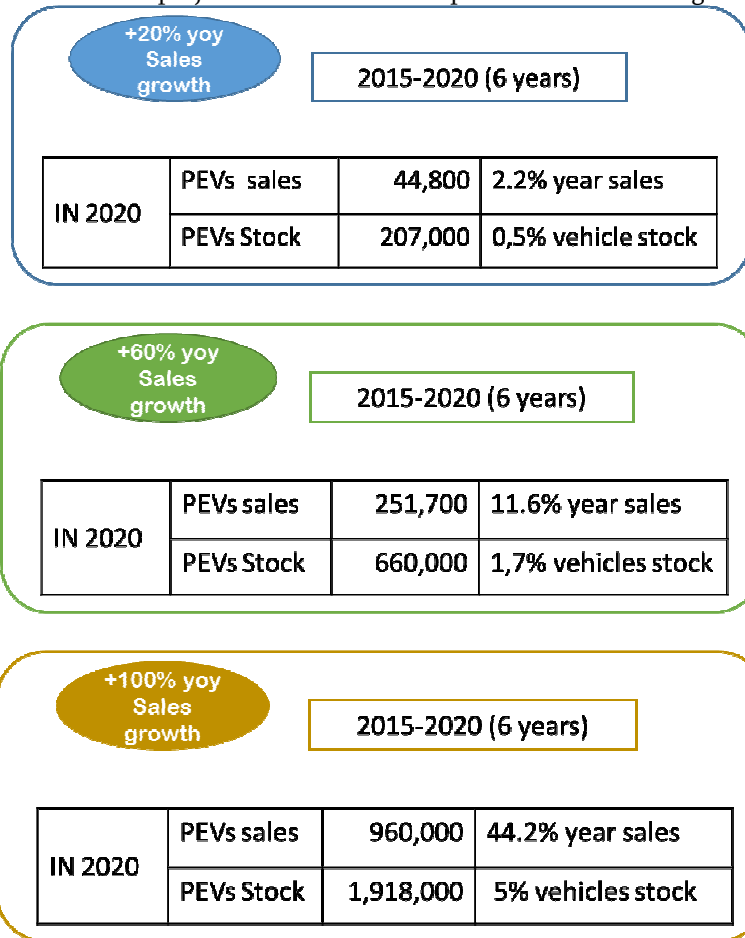 +20% yoy
Sales
growth
2015-2020 (6 years)
IN 2020
PEVs sales 44,800 2.2% year sales
PEVs Stock 207,000 0,5% vehicle stock
+60% yoy
Sales
growth
2015-2020 (6 years)
IN 2020
PEVs sales 251,700 11.6% year sales
PEVs Stock 660,000 1,7% vehicles stock
+100% yoy
Sales
growth
2015-2020 (6 years)
IN 2020
PEVs sales 960,000 44.2% year sales
PEVs Stock 1,918,000 5% vehicles stock